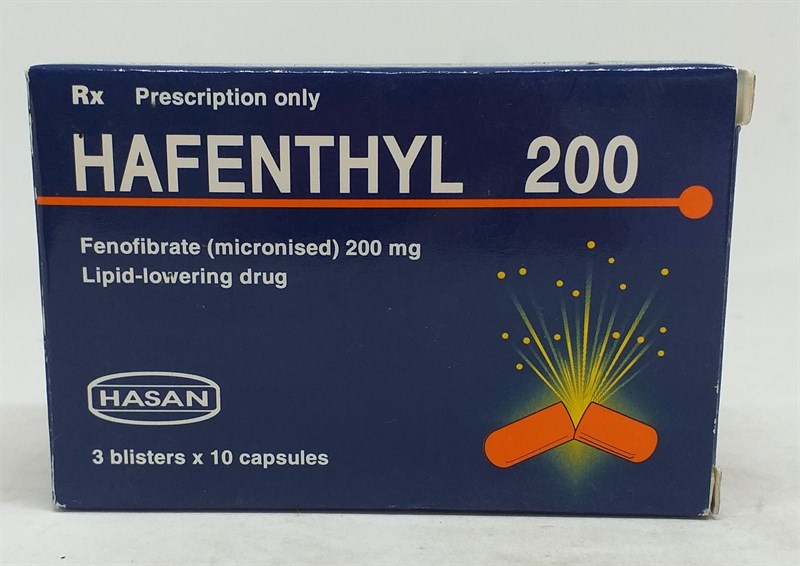 Rx Prescription only
HAFENTHYL 200
Fenofibrate (micronised) 200 mg
Lipid-lowering drug
HASAN
3 blisters x 10 capsules